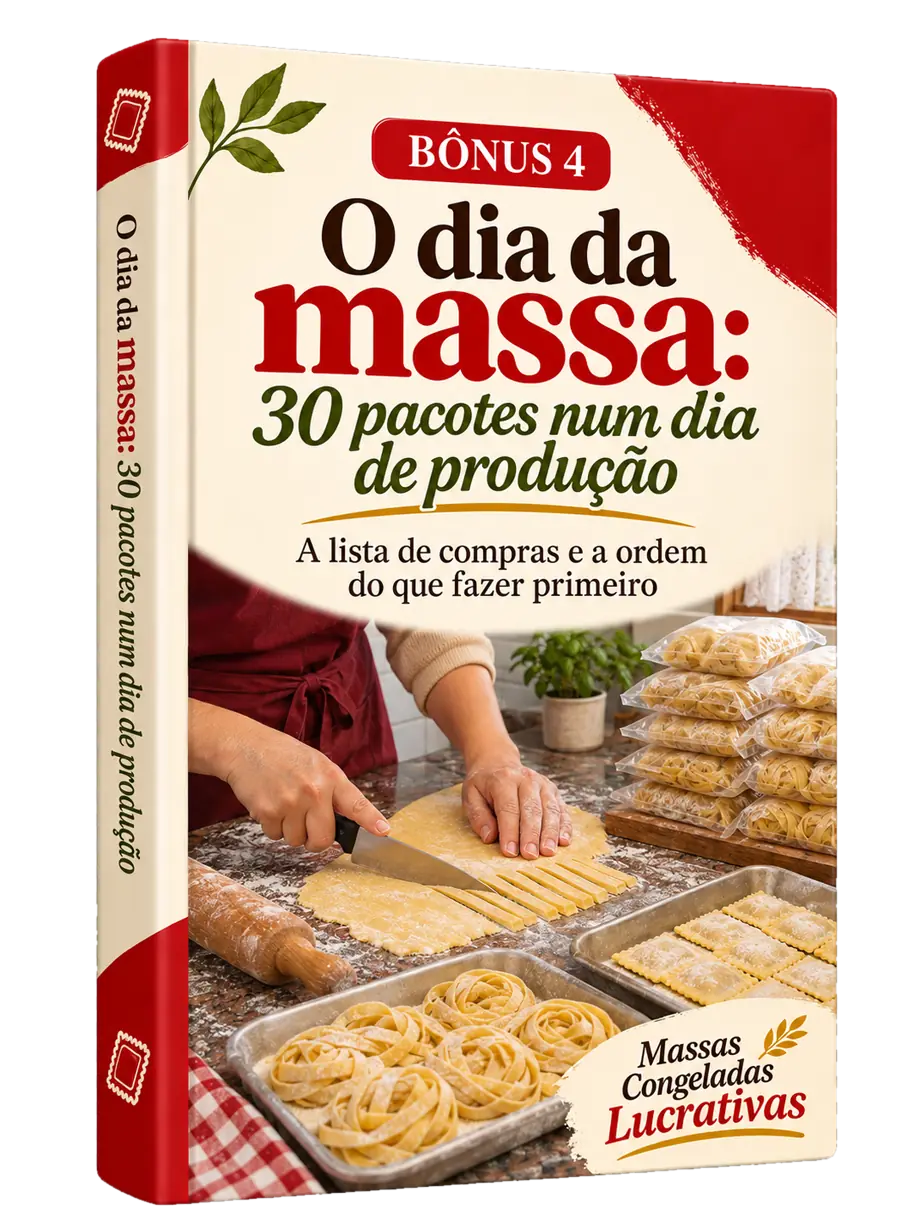 BÔNUS 4
O dia da
massa:
30 pacotes num dia
de produção
A lista de compras e a ordem
do que fazer primeiro
O dia da massa: 30 pacotes num dia de produção
Massas
Congeladas
Lucrativas